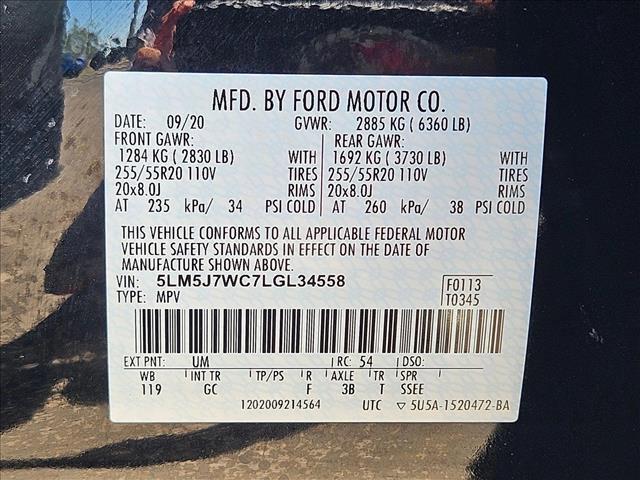 MFD. BY FORD MOTOR CO.
DATE: 09/20 GVWR: 2885 KG ( 6360 LB)
FRONT GAWR: REAR GAWR:
1284 KG ( 2830 LB) WITH 1692 KG ( 3730 LB) WITH
255/55R20 110V TIRES 255/55R20 110V TIRES
20x8.0J RIMS 20x8.0J RIMS
AT 235 kPa/ 34 PSI COLD AT 260 kPa/ 38 PSI COLD
THIS VEHICLE CONFORMS TO ALL APPLICABLE FEDERAL MOTOR
VEHICLE SAFETY STANDARDS IN EFFECT ON THE DATE OF
MANUFACTURE SHOWN ABOVE.
VIN: 5LM5J7WC7LGL34558 F0113
TYPE: MPV T0345
EXT PNT: UM RC: 54 DSO:
WB INT TR TP/PS R AXLE TR SPR
119 GC F 3B T SSEE
1202009214564 UTC ▽ 5U5A-1520472-BA